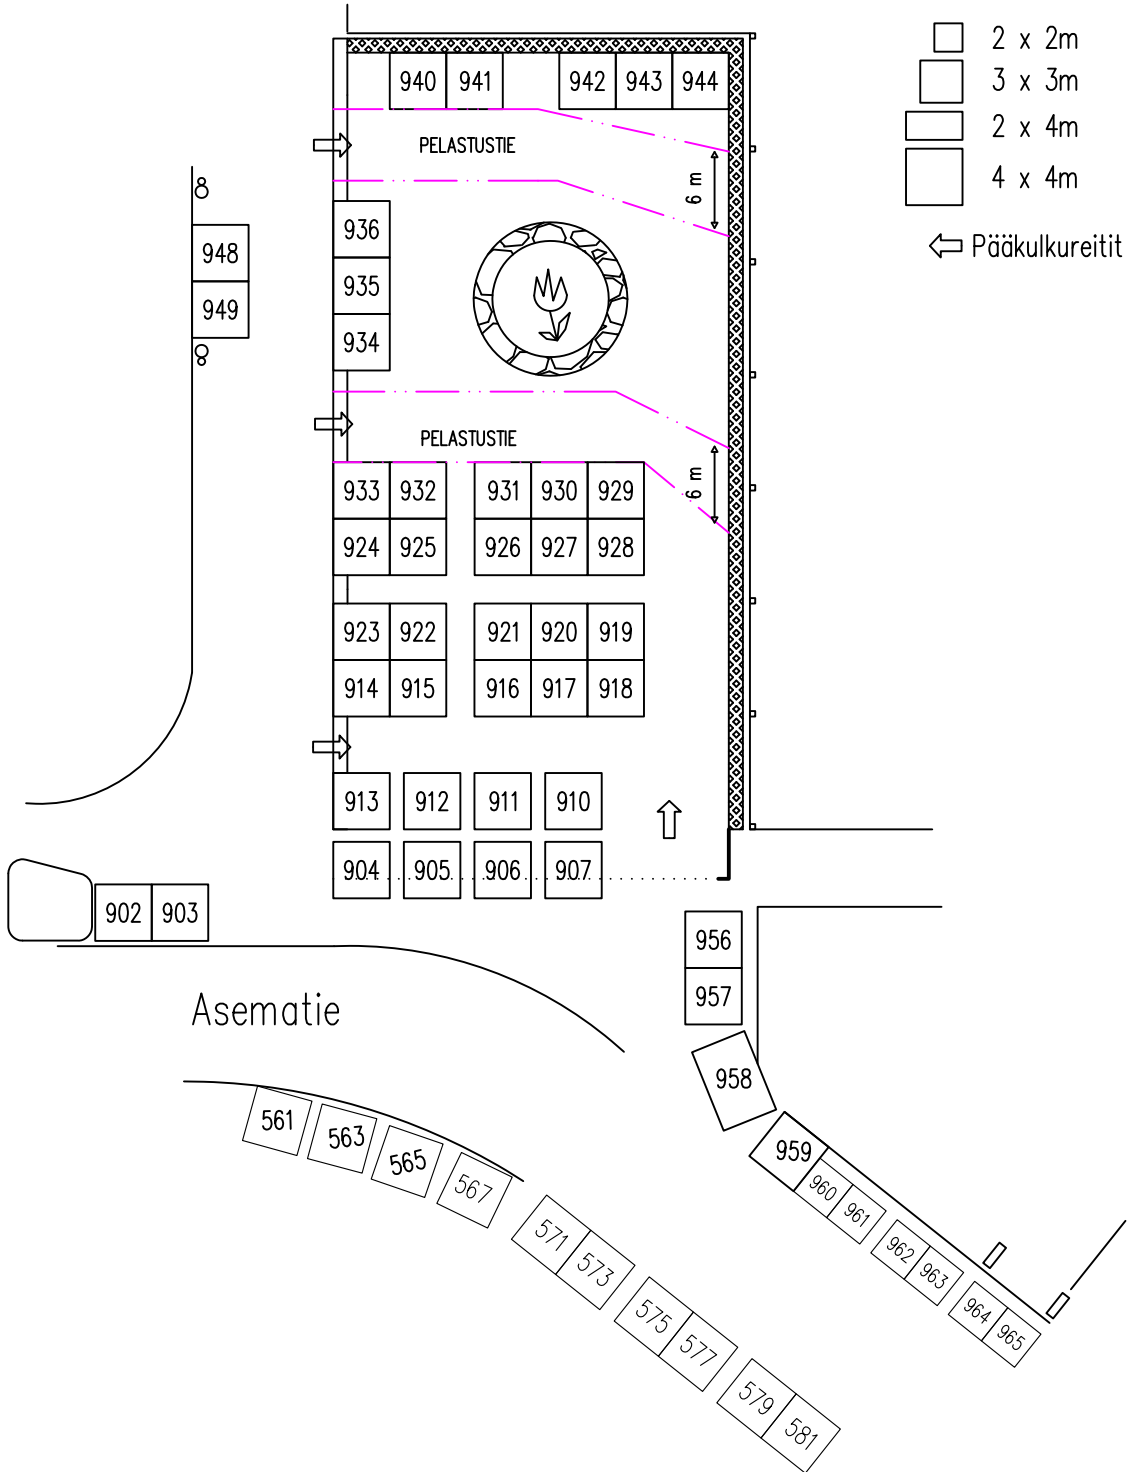 2 x 2m
3 x 3m
2 x 4m
4 x 4m
Pääkulkureitit
940 941 942 943 944
PELASTUSTIE
6 m
936
935
934
948
949
PELASTUSTIE
6 m
933 932 931 930 929
924 925 926 927 928
923 922 921 920 919
914 915 916 917 918
913 912 911 910
904 905 906 907
902 903
956
957
Asematie
958
959
960
961
962
963
964
965
561
563
565
567
571
573
575
577
579
581